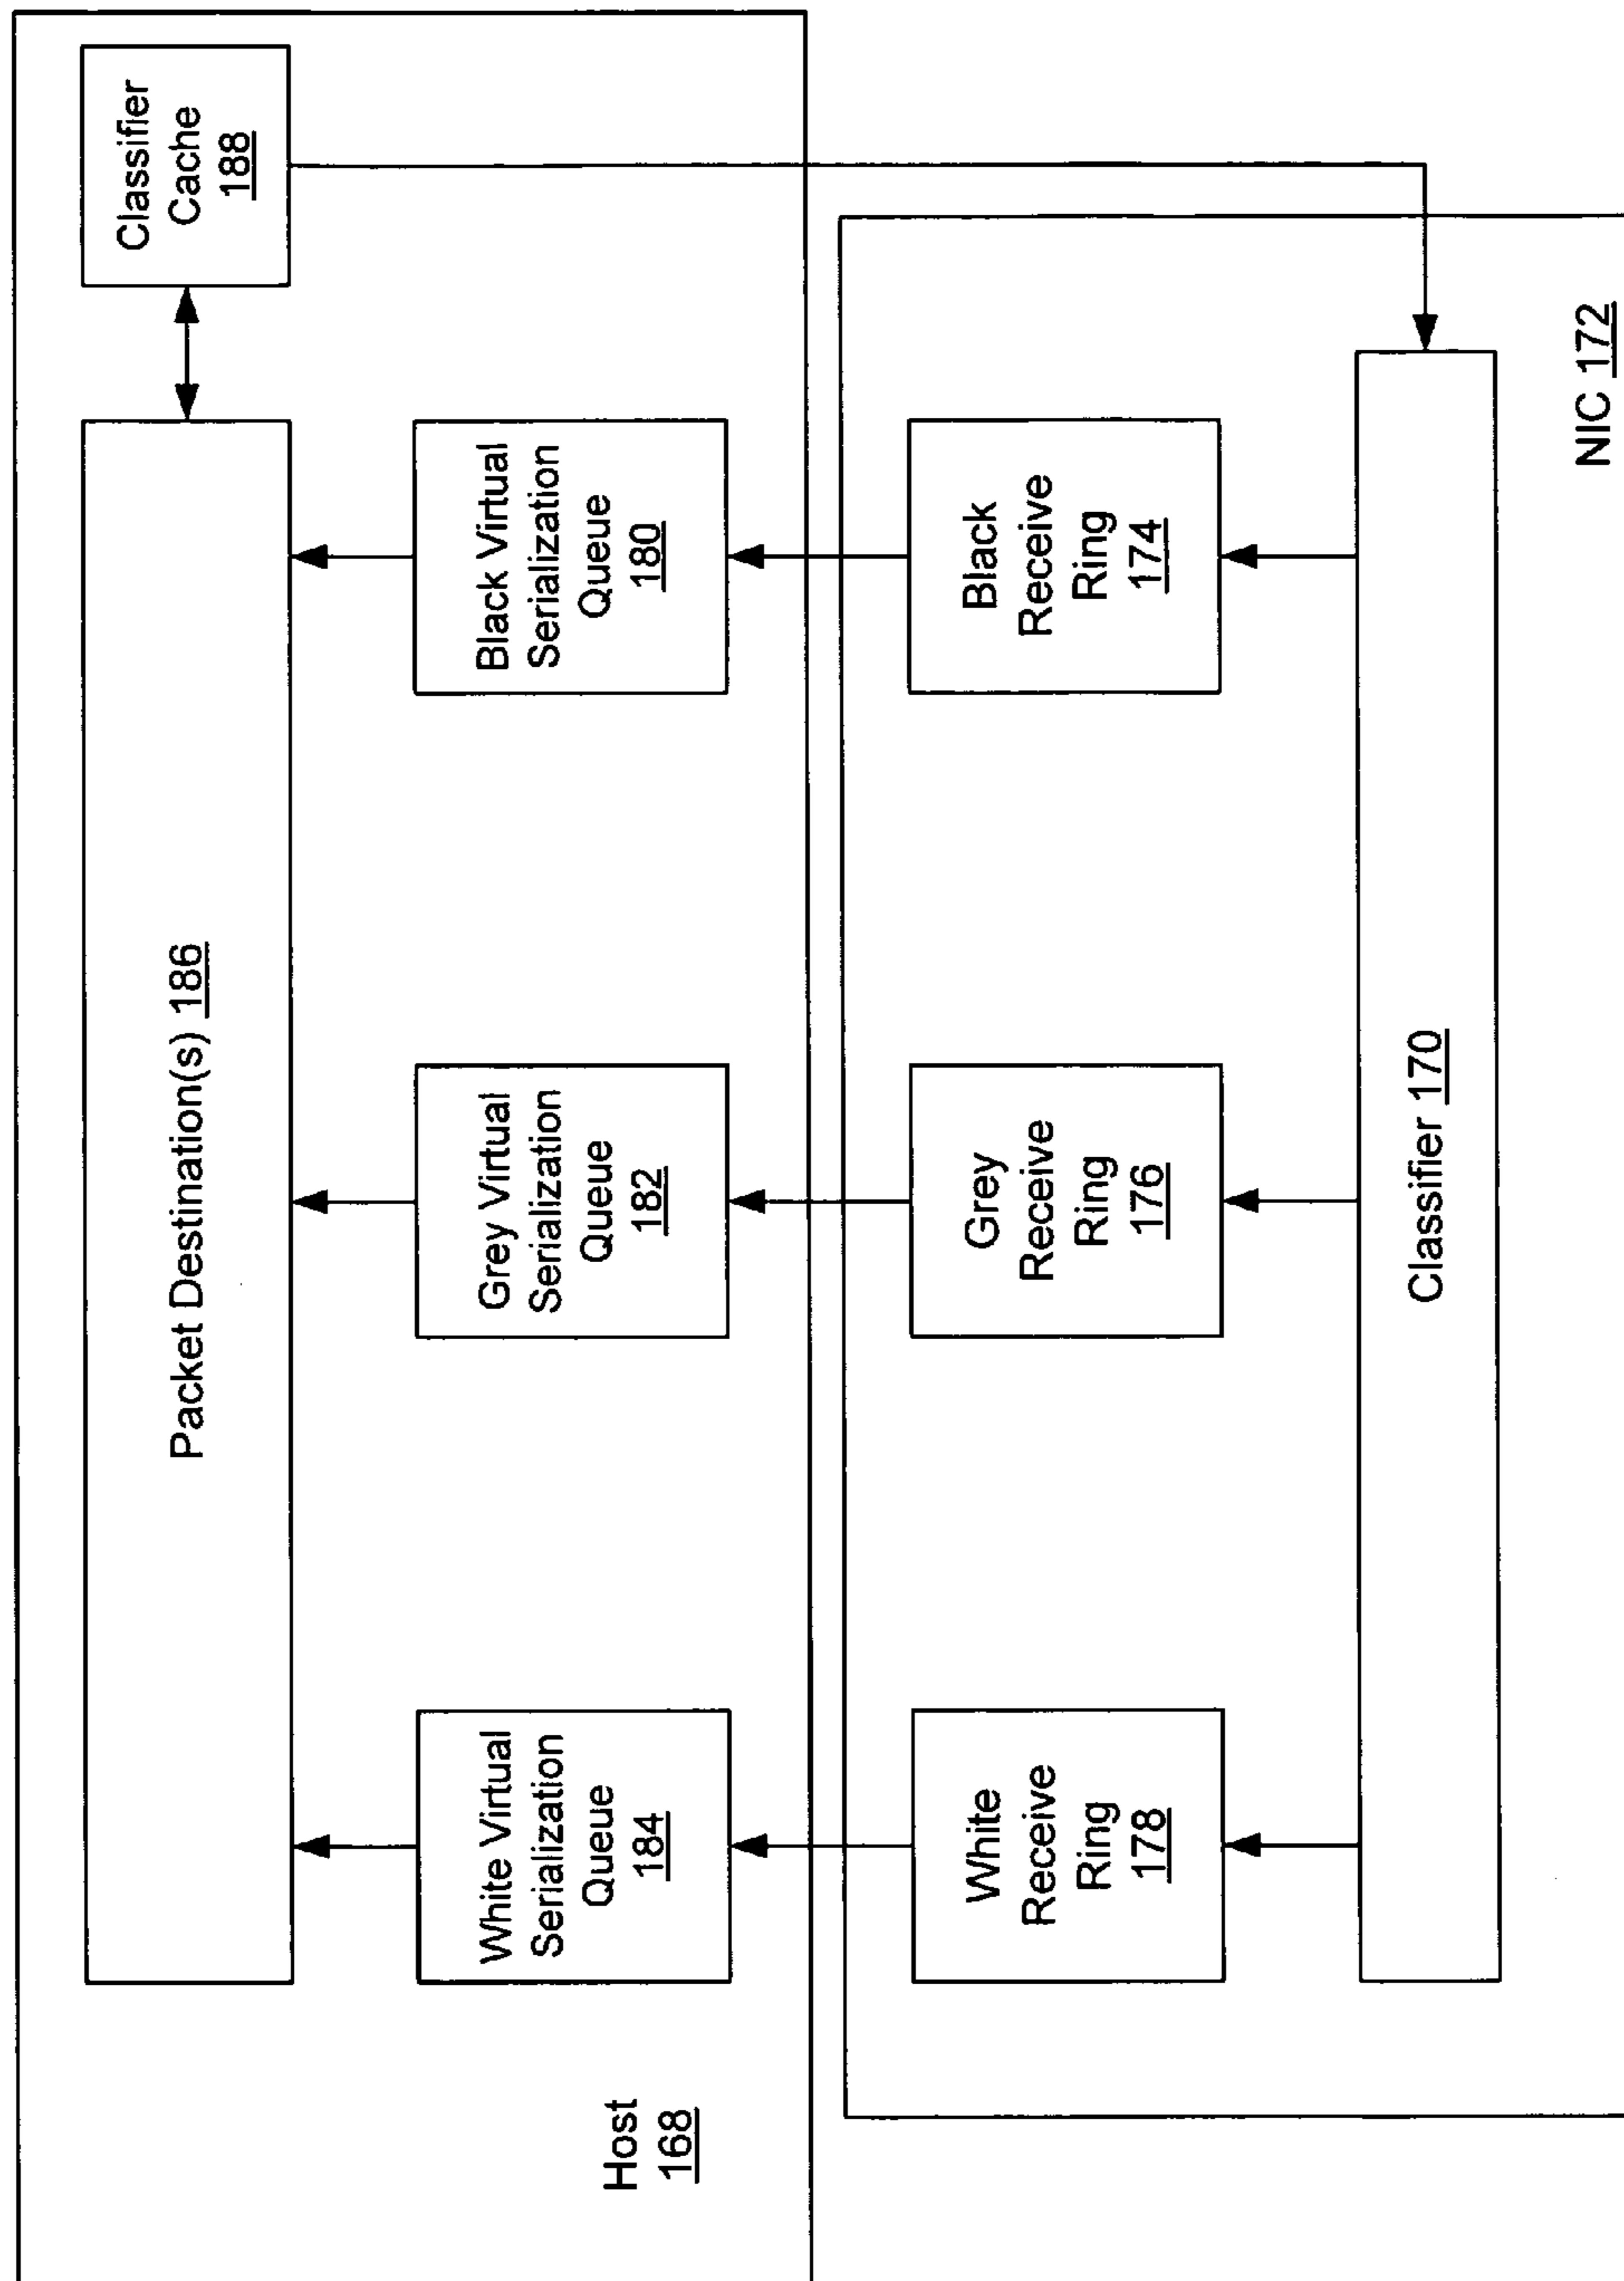 Packet Destination(s) 186
Classifier
Cache
188
White Virtual
Serialization
Queue
184
Grey Virtual
Serialization
Queue
182
Black Virtual
Serialization
Queue
180
Host
168
White
Receive
Ring
178
Grey
Receive
Ring
176
Black
Receive
Ring
174
Classifier 170
NIC 172